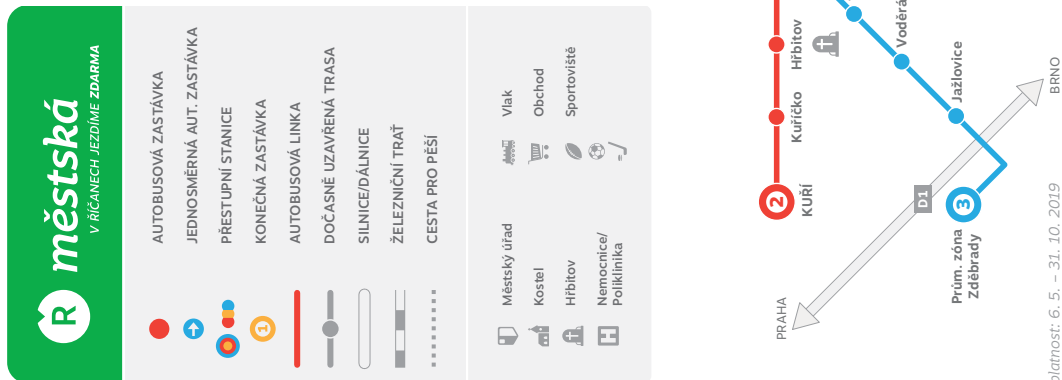 Ř městská
V ŘÍČANECH JEZDÍME ZDARMA
AUTOBUSOVÁ ZASTÁVKA
JEDNOSMĚRNÁ AUT. ZASTÁVKA
PŘESTUPNÍ STANICE
1
KONEČNÁ ZASTÁVKA
AUTOBUSOVÁ LINKA
DOČASNĚ UZAVŘENÁ TRASA
SILNICE/DÁLNICE
ŽELEZNIČNÍ TRAŤ
CESTA PRO PĚŠÍ
Městský úřad
Kostel
Hřbitov
Nemocnice/
Poliklinika
H
Vlak
Obchod
Sportoviště
2
KUŘÍ
Kuříčko
Hřbitov
Jažlovice
3
Prům. zóna
Zděbrady
D1
PRAHA
BRNO
platnost: 6. 5. – 31. 10. 2019